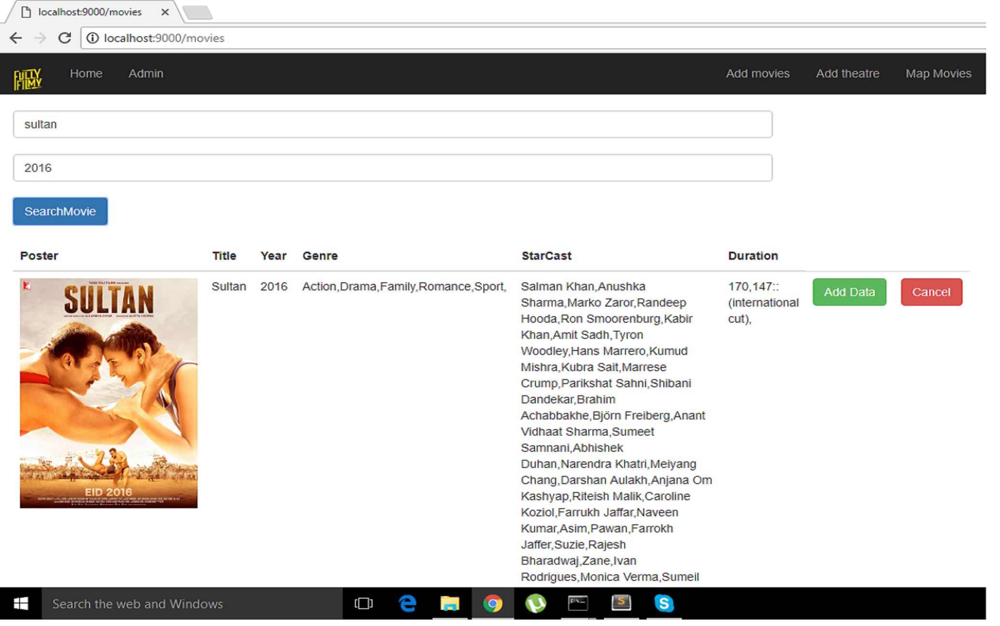 localhost:9000/movies
localhost:9000/movies
FULLY
FILMY
Home Admin Add movies Add theatre Map Movies
sultan
2016
SearchMovie
Poster Title Year Genre StarCast Duration
SULTAN
EID 2016
Sultan 2016 Action,Drama,Family,Romance,Sport,
Salman Khan,Anushka
Sharma,Marko Zaror,Randeep
Hooda,Ron Smoorenburg,Kabir
Khan,Amit Sadh,Tyron
Woodley,Hans Marrero,Kumud
Mishra,Kubra Sait,Marrese
Crump,Parikshat Sahni,Shibani
Dandekar,Brahim
Achabbakhe,Björn Freiberg,Anant
Vidhaat Sharma,Sumeet
Samnani,Abhishek
Duhan,Narendra Khatri,Meiyang
Chang,Darshan Aulakh,Anjana Om
Kashyap,Riteish Malik,Caroline
Koziol,Farrukh Jaffar,Naveen
Kumar,Asim,Pawan,Farrokh
Jaffer,Suzie,Rajesh
Bharadwaj,Zane,Ivan
Rodrigues,Monica Verma,Sumeil
170,147::
(international
cut),
Add Data Cancel
Search the web and Windows